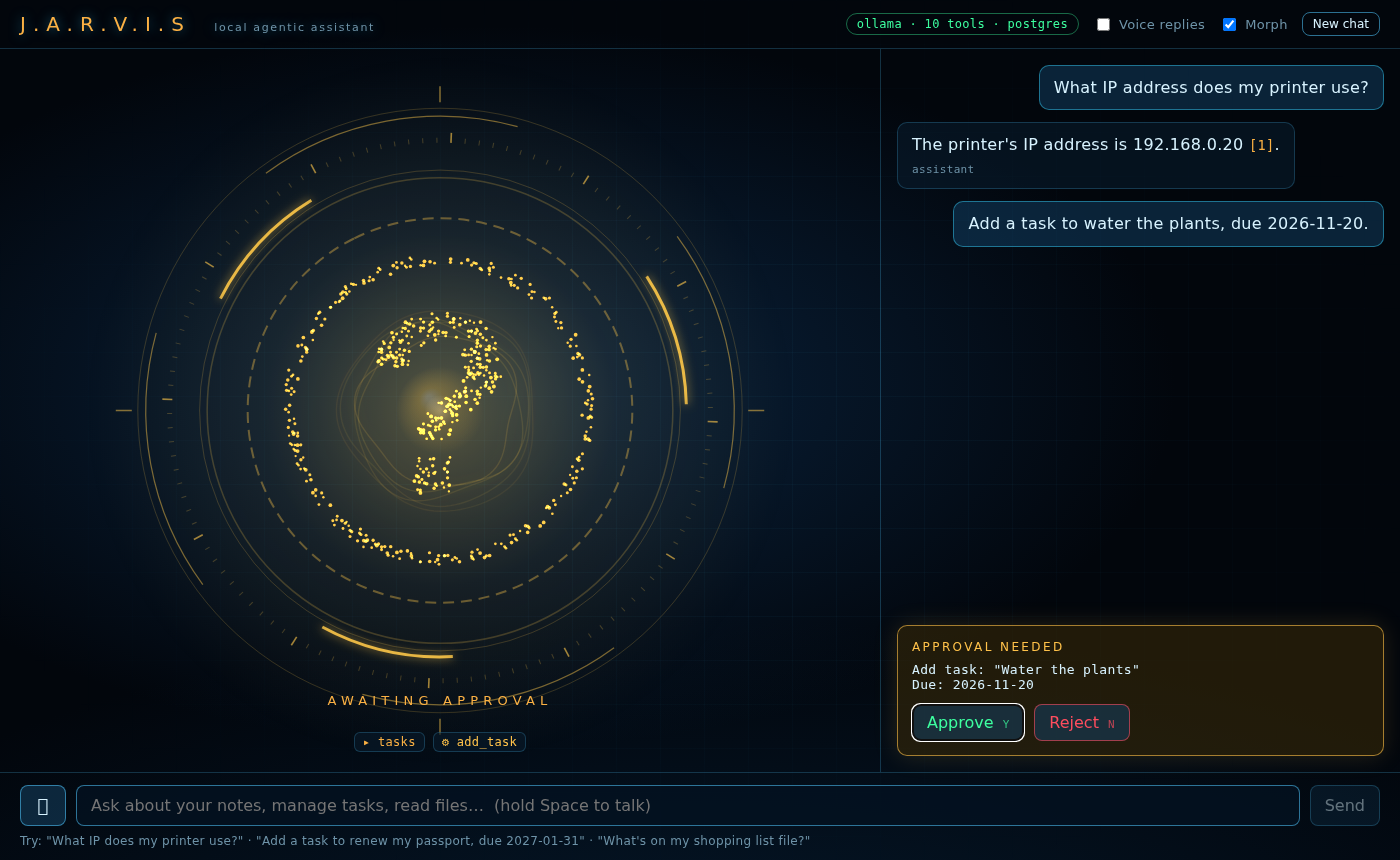 J.A.R.V.I.S local agentic assistant
ollama · 10 tools · postgres Voice replies Morph New chat
What IP address does my printer use?
The printer's IP address is 192.168.0.20 [1].
assistant
Add a task to water the plants, due 2026-11-20.
?
AWAITING APPROVAL
▸ tasks ⚙ add_task
APPROVAL NEEDED
Add task: "Water the plants"
Due: 2026-11-20
Approve Y Reject N
Ask about your notes, manage tasks, read files… (hold Space to talk) Send
Try: "What IP does my printer use?" · "Add a task to renew my passport, due 2027-01-31" · "What's on my shopping list file?"